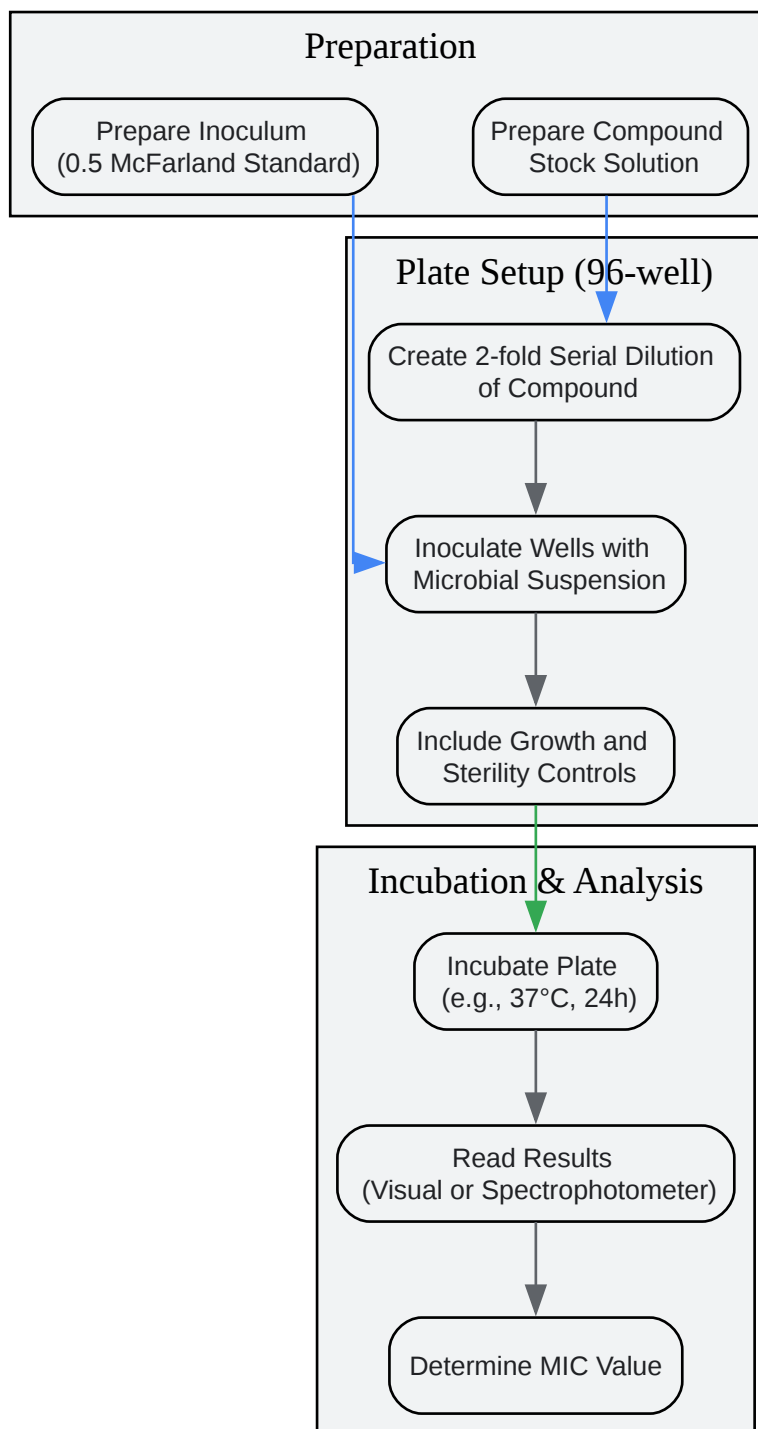 Preparation
Prepare Inoculum
(0.5 McFarland Standard)
Prepare Compound
Stock Solution
Plate Setup (96-well)
Create 2-fold Serial Dilution
of Compound
Inoculate Wells with
Microbial Suspension
Include Growth and
Sterility Controls
Incubation & Analysis
Incubate Plate
(e.g., 37°C, 24h)
Read Results
(Visual or Spectrophotometer)
Determine MIC Value